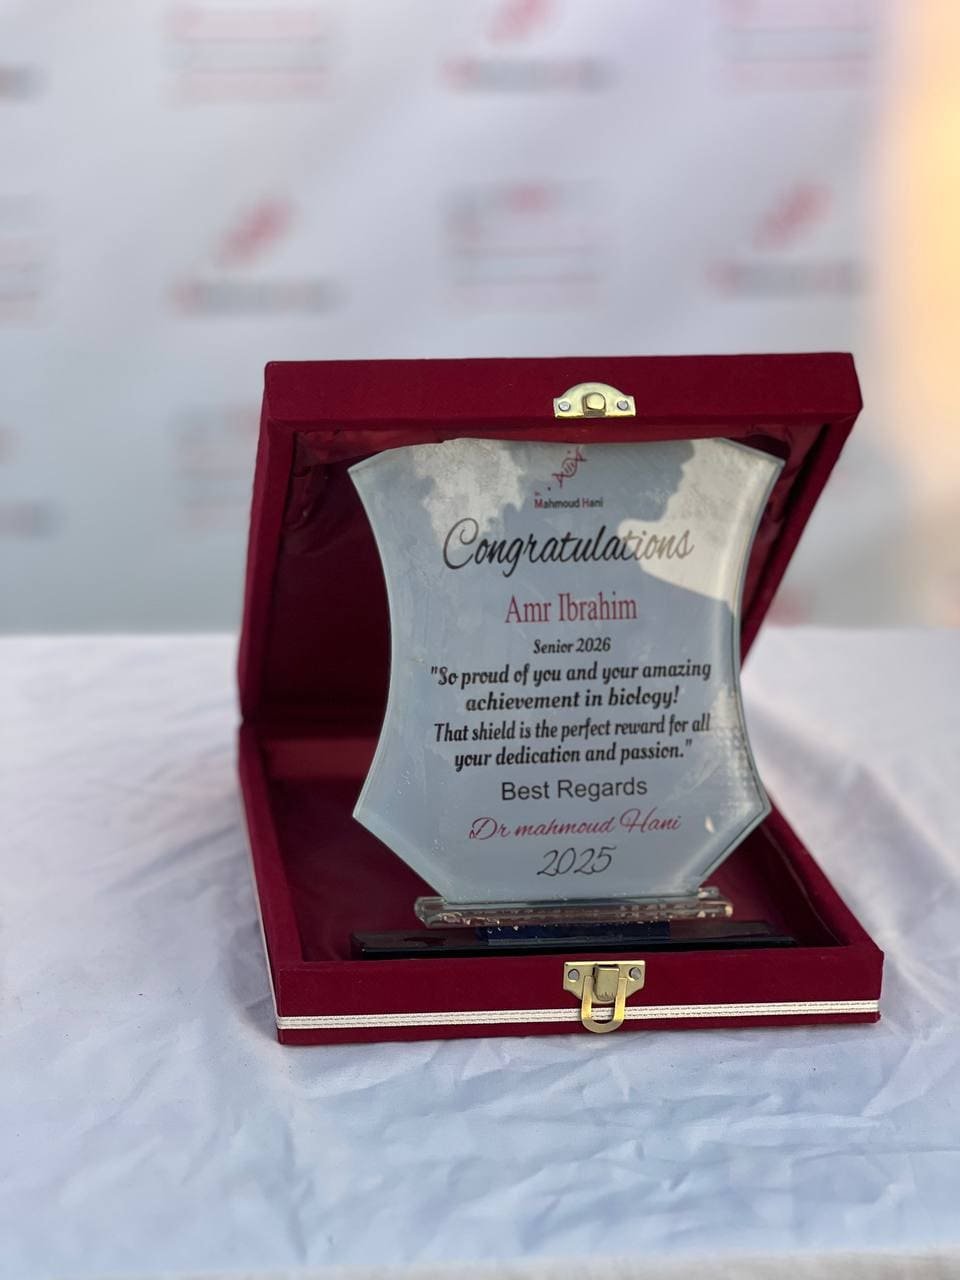 Dr.
Mahmoud Hani
Congratulations
Amr Ibrahim
Senior 2026
"So proud of you and your amazing
achievement in biology!
That shield is the perfect reward for all
your dedication and passion."
Best Regards
Dr mahmoud Hani
2025